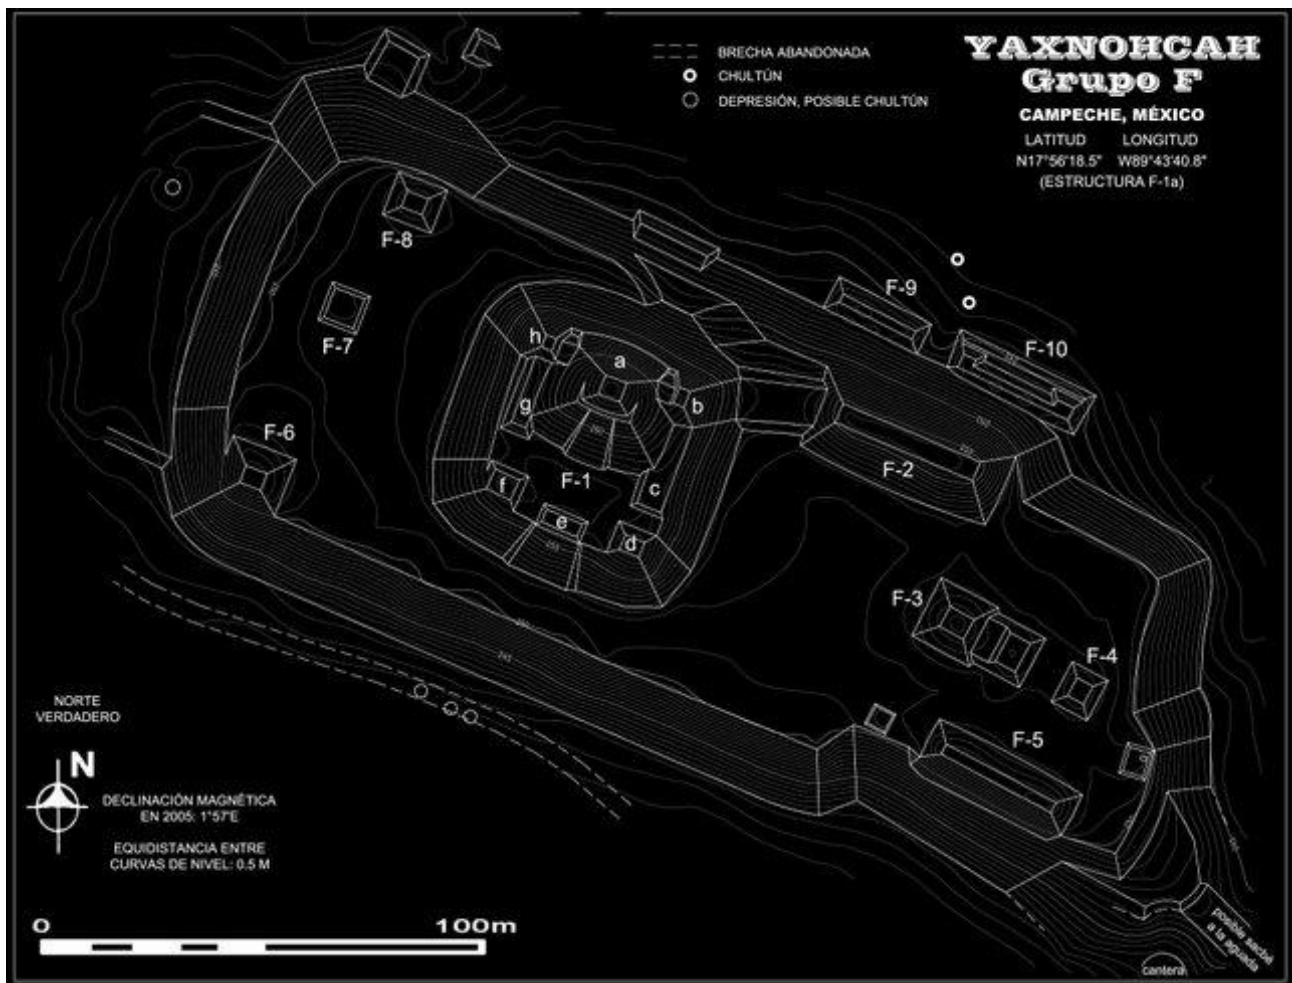 YAXNOHCAH
Grupo F
CAMPECHE, MÉXICO
LATITUD LONGITUD
N17°56'18.5" W89°43'40.8"
(ESTRUCTURA F-1a)
BRECHA ABANDONADA
CHULTÚN
DEPRESIÓN, POSIBLE CHULTÚN
F-8
F-7
F-9
F-10
h
a
g
b
F-6
F-1
F-2
f
c
e
d
F-3
F-4
F-5
NORTE
VERDADERO
N
DECLINACIÓN MAGNÉTICA
EN 2005: 1°57'E
EQUIDISTANCIA ENTRE
CURVAS DE NIVEL: 0.5 M
0 100m
posible sacbé
a la aguada
cantera